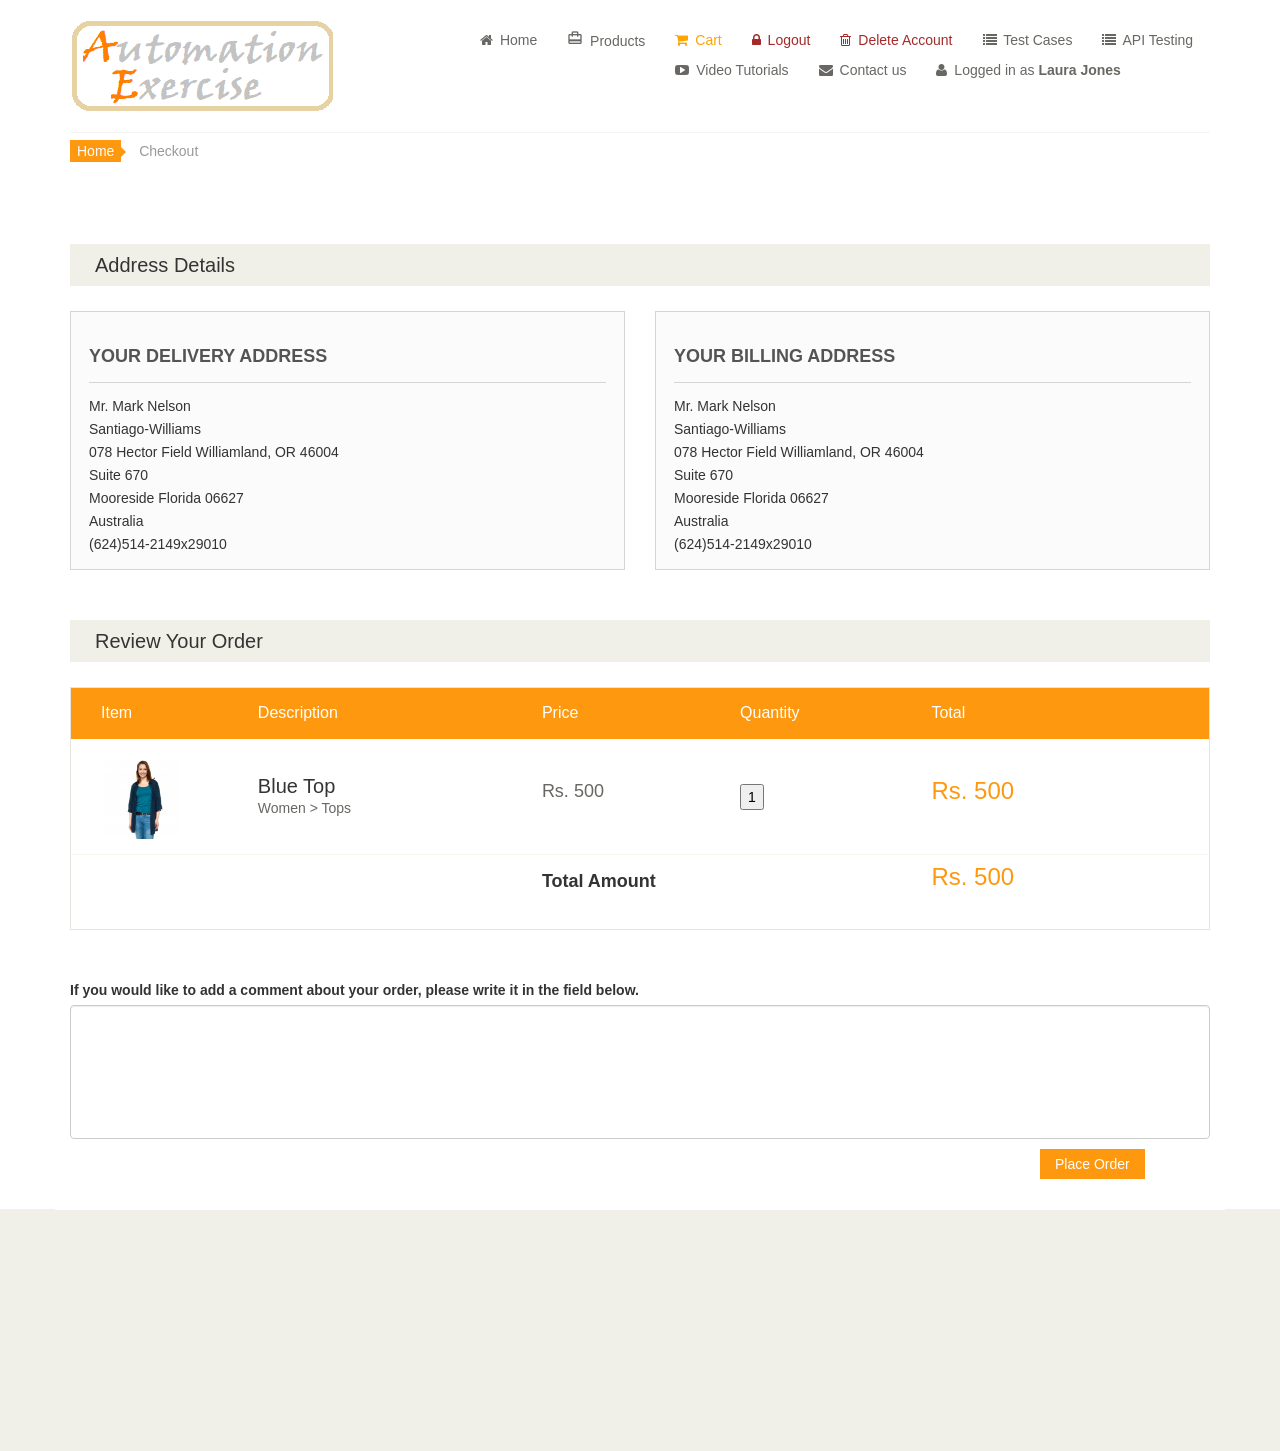 Automation
Exercise
Home
Products
Cart
Logout
Delete Account
Test Cases
API Testing
Video Tutorials
Contact us
Logged in as Laura Jones
Home
Checkout
Address Details
YOUR DELIVERY ADDRESS
Mr. Mark Nelson
Santiago-Williams
078 Hector Field Williamland, OR 46004
Suite 670
Mooreside Florida 06627
Australia
(624)514-2149x29010
YOUR BILLING ADDRESS
Mr. Mark Nelson
Santiago-Williams
078 Hector Field Williamland, OR 46004
Suite 670
Mooreside Florida 06627
Australia
(624)514-2149x29010
Review Your Order
Item Description Price Quantity Total
Blue Top
Women > Tops
Rs. 500
1
Rs. 500
Total Amount Rs. 500
If you would like to add a comment about your order, please write it in the field below.
Place Order